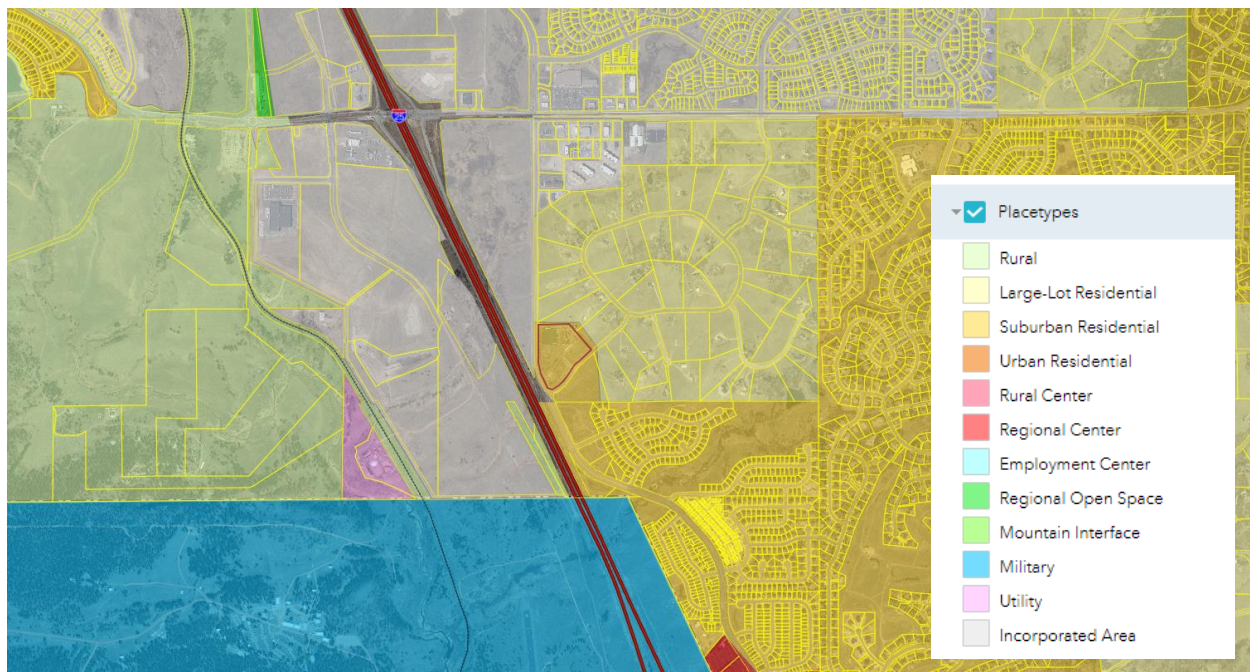 25
Placetypes
Rural
Large-Lot Residential
Suburban Residential
Urban Residential
Rural Center
Regional Center
Employment Center
Regional Open Space
Mountain Interface
Military
Utility
Incorporated Area